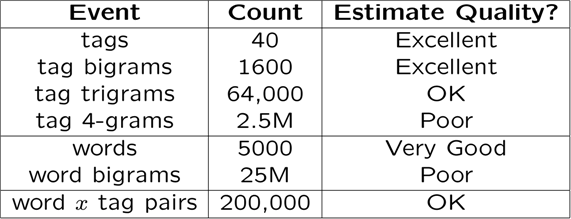 Event Count Estimate Quality?
tags 40 Excellent
tag bigrams 1600 Excellent
tag trigrams 64,000 OK
tag 4-grams 2.5M Poor
words 5000 Very Good
word bigrams 25M Poor
word x tag pairs 200,000 OK